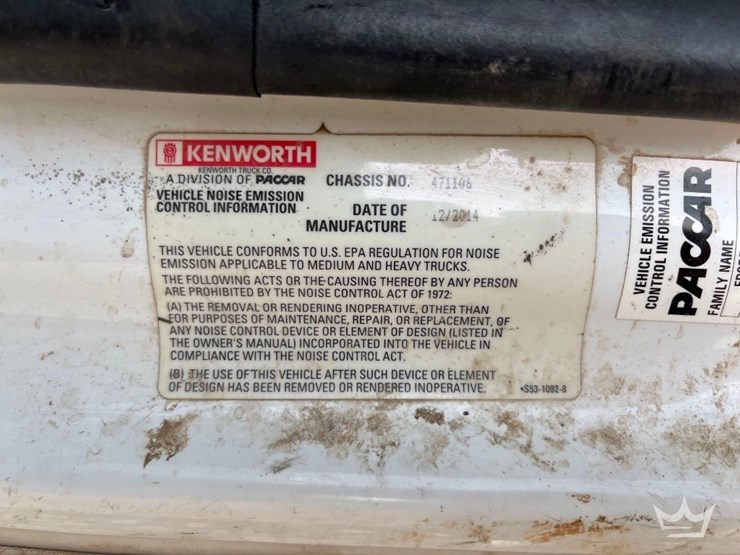 KENWORTH
KENWORTH TRUCK CO.
A DIVISION OF PACCAR
CHASSIS NO. 471106
VEHICLE NOISE EMISSION
CONTROL INFORMATION
DATE OF
MANUFACTURE
12/2014
THIS VEHICLE CONFORMS TO U.S. EPA REGULATION FOR NOISE
EMISSION APPLICABLE TO MEDIUM AND HEAVY TRUCKS.
THE FOLLOWING ACTS OR THE CAUSING THEREOF BY ANY PERSON
ARE PROHIBITED BY THE NOISE CONTROL ACT OF 1972:
(A) THE REMOVAL OR RENDERING INOPERATIVE, OTHER THAN
FOR PURPOSES OF MAINTENANCE, REPAIR, OR REPLACEMENT, OF
ANY NOISE CONTROL DEVICE OR ELEMENT OF DESIGN (LISTED IN
THE OWNER'S MANUAL) INCORPORATED INTO THE VEHICLE IN
COMPLIANCE WITH THE NOISE CONTROL ACT.
(B) THE USE OF THIS VEHICLE AFTER SUCH DEVICE OR ELEMENT
OF DESIGN HAS BEEN REMOVED OR RENDERED INOPERATIVE.
•S53-1092-8
VEHICLE EMISSION
CONTROL INFORMATION
PACCAR
FAMILY NAME